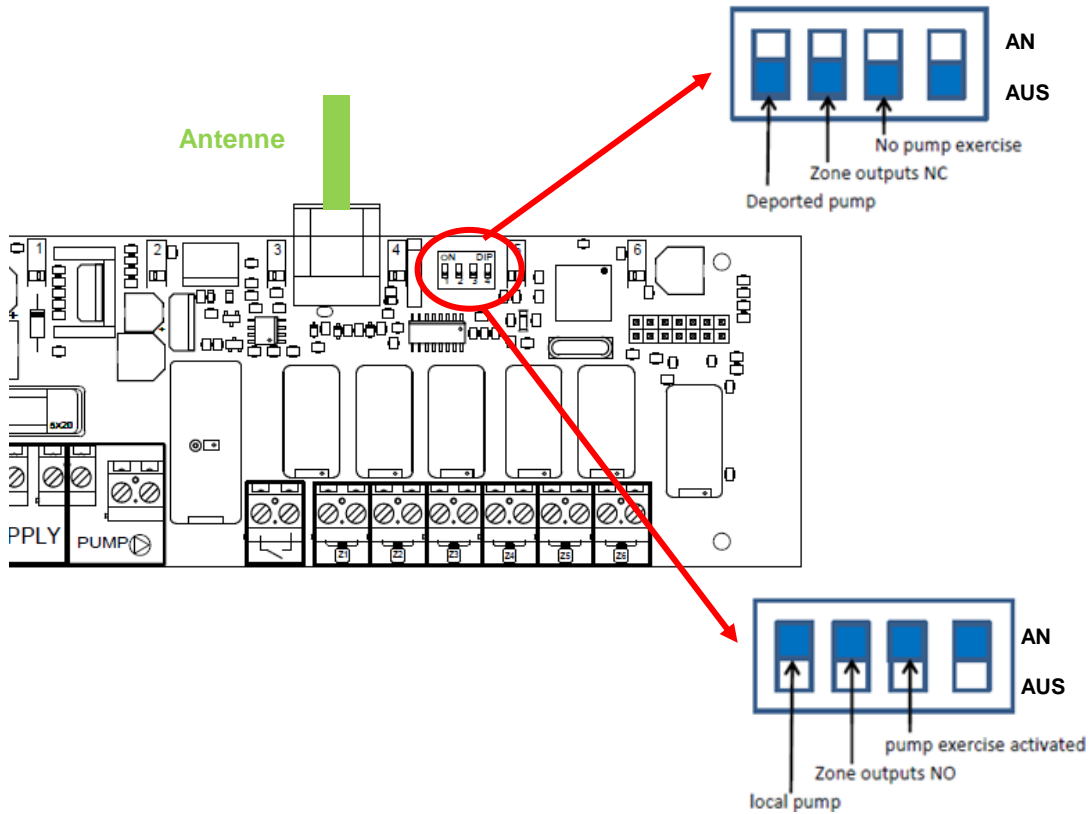 AN
AUS
No pump exercise
Zone outputs NC
Deported pump
Antenne
1
2
3
4
ON DIP
1 2 3 4
5
6
5X20
PPLY
PUMP
Z1
Z2
Z3
Z4
Z5
Z6
AN
AUS
pump exercise activated
Zone outputs NO
local pump